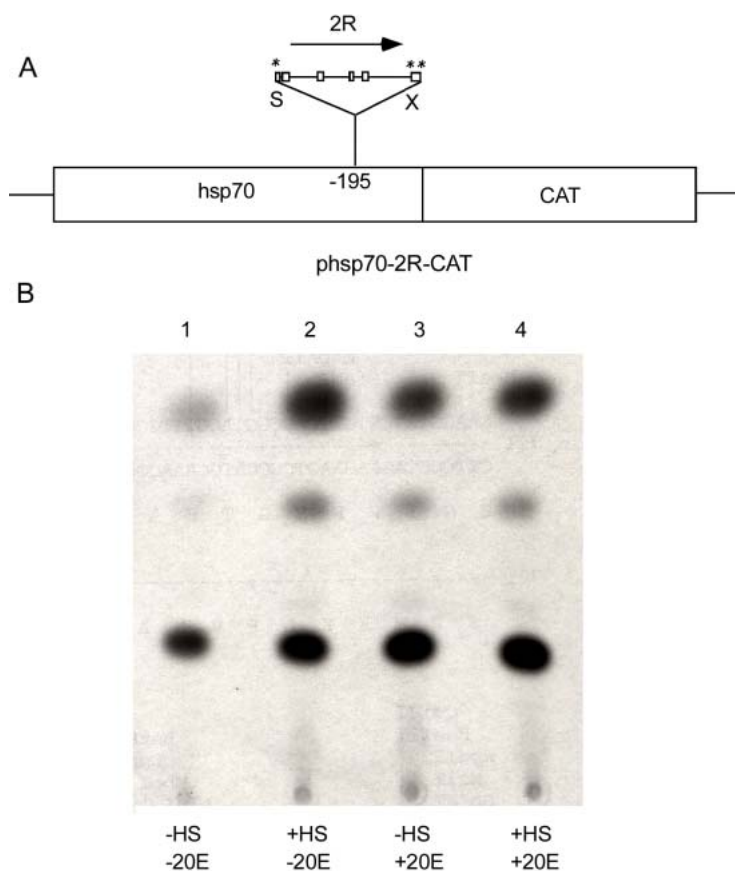 A
2R
* **
S X
-195
hsp70 CAT
phsp70-2R-CAT
B
1 2 3 4
-HS +HS -HS +HS
-20E -20E +20E +20E